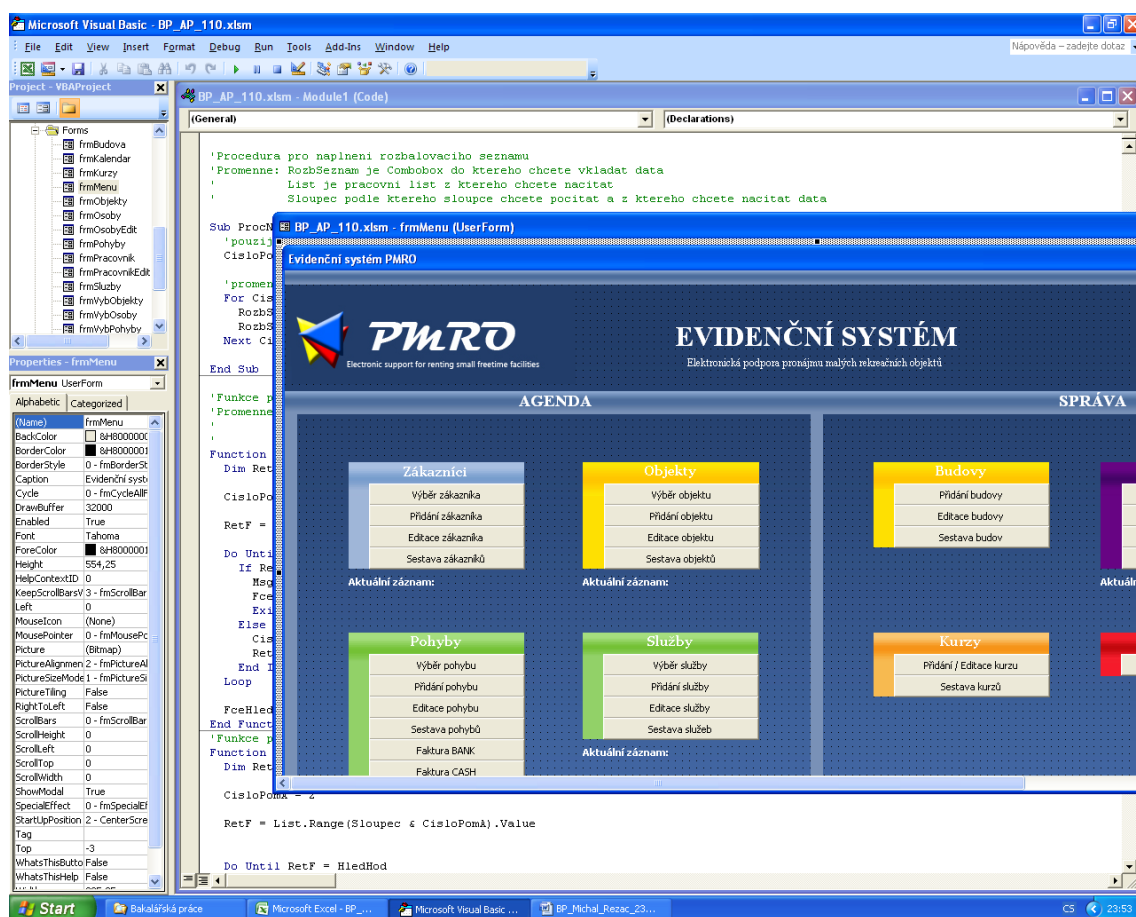 Microsoft Visual Basic - BP_AP_110.xlsm
File Edit View Insert Format Debug Run Tools Add-Ins Window Help
Nápověda – zadejte dotaz
Project - VBAProject
Forms
frmBudova
frmKalendar
frmKurzy
frmMenu
frmObjekty
frmOsoby
frmOsobyEdit
frmPohyby
frmPracovnik
frmPracovnikEdit
frmSluzby
frmVybObjekty
frmVybOsoby
frmVybPohyby
Properties - frmMenu
frmMenu UserForm
Alphabetic Categorized
(Name) frmMenu
BackColor &H8000000(
BorderColor &H80000001
BorderStyle 0 - fmBorderSt
Caption Evidenční systé
Cycle 0 - fmCycleAllF
DrawBuffer 32000
Enabled True
Font Tahoma
ForeColor &H80000001
Height 554,25
HelpContextID 0
KeepScrollBarsV 3 - fmScrollBar
Left 0
MouseIcon (None)
MousePointer 0 - fmMousePc
Picture (Bitmap)
PictureAlignmen 2 - fmPictureAl
PictureSizeMode 1 - fmPictureSi
PictureTiling False
RightToLeft False
ScrollBars 0 - fmScrollBar
ScrollHeight 0
ScrollLeft 0
ScrollTop 0
ScrollWidth 0
ShowModal True
SpecialEffect 0 - fmSpecialEf
StartUpPosition 2 - CenterScre
Tag
Top -3
WhatsThisButto False
WhatsThisHelp False
BP_AP_110.xlsm - Module1 (Code)
(General) (Declarations)
'Procedura pro naplneni rozbalovaciho seznamu
'Promenne: RozbSeznam je Combobox do ktereho chcete vkladat data
' List je pracovni list z ktereho chcete nacitat
' Sloupec podle ktereho sloupce chcete pocitat a z ktereho chcete nacitat data
Sub ProcN
'pouzij
CisloPo
'promen
For Cis
RozbS
RozbS
Next Ci
End Sub
'Funkce p
'Promenne
'
'
Function
Dim Ret
CisloPo
RetF =
Do Unti
If Re
Msg
Fce
Exi
Else
Cis
Ret
End I
Loop
FceHled
End Funct
'Funkce p
Function
Dim Ret
CisloPomA = 2
RetF = List.Range(Sloupec & CisloPomA).Value
Do Until RetF = HledHod
BP_AP_110.xlsm - frmMenu (UserForm)
Evidenční systém PMRO
PMRO
Electronic support for renting small freetime facilities
EVIDENČNÍ SYSTÉM
Elektronická podpora pronájmu malých rekreačních objektů
AGENDA
SPRÁVA
Zákazníci
Výběr zákazníka
Přidání zákazníka
Editace zákazníka
Sestava zákazníků
Aktuální záznam:
Objekty
Výběr objektu
Přidání objektu
Editace objektu
Sestava objektů
Aktuální záznam:
Budovy
Přidání budovy
Editace budovy
Sestava budov
Aktuáln
Pohyby
Výběr pohybu
Přidání pohybu
Editace pohybu
Sestava pohybů
Faktura BANK
Faktura CASH
Služby
Výběr služby
Přidání služby
Editace služby
Sestava služeb
Aktuální záznam:
Kurzy
Přidání / Editace kurzu
Sestava kurzů
Start Bakalářská práce Microsoft Excel - BP_... Microsoft Visual Basic ... BP_Michal_Rezac_23... CS 23:53